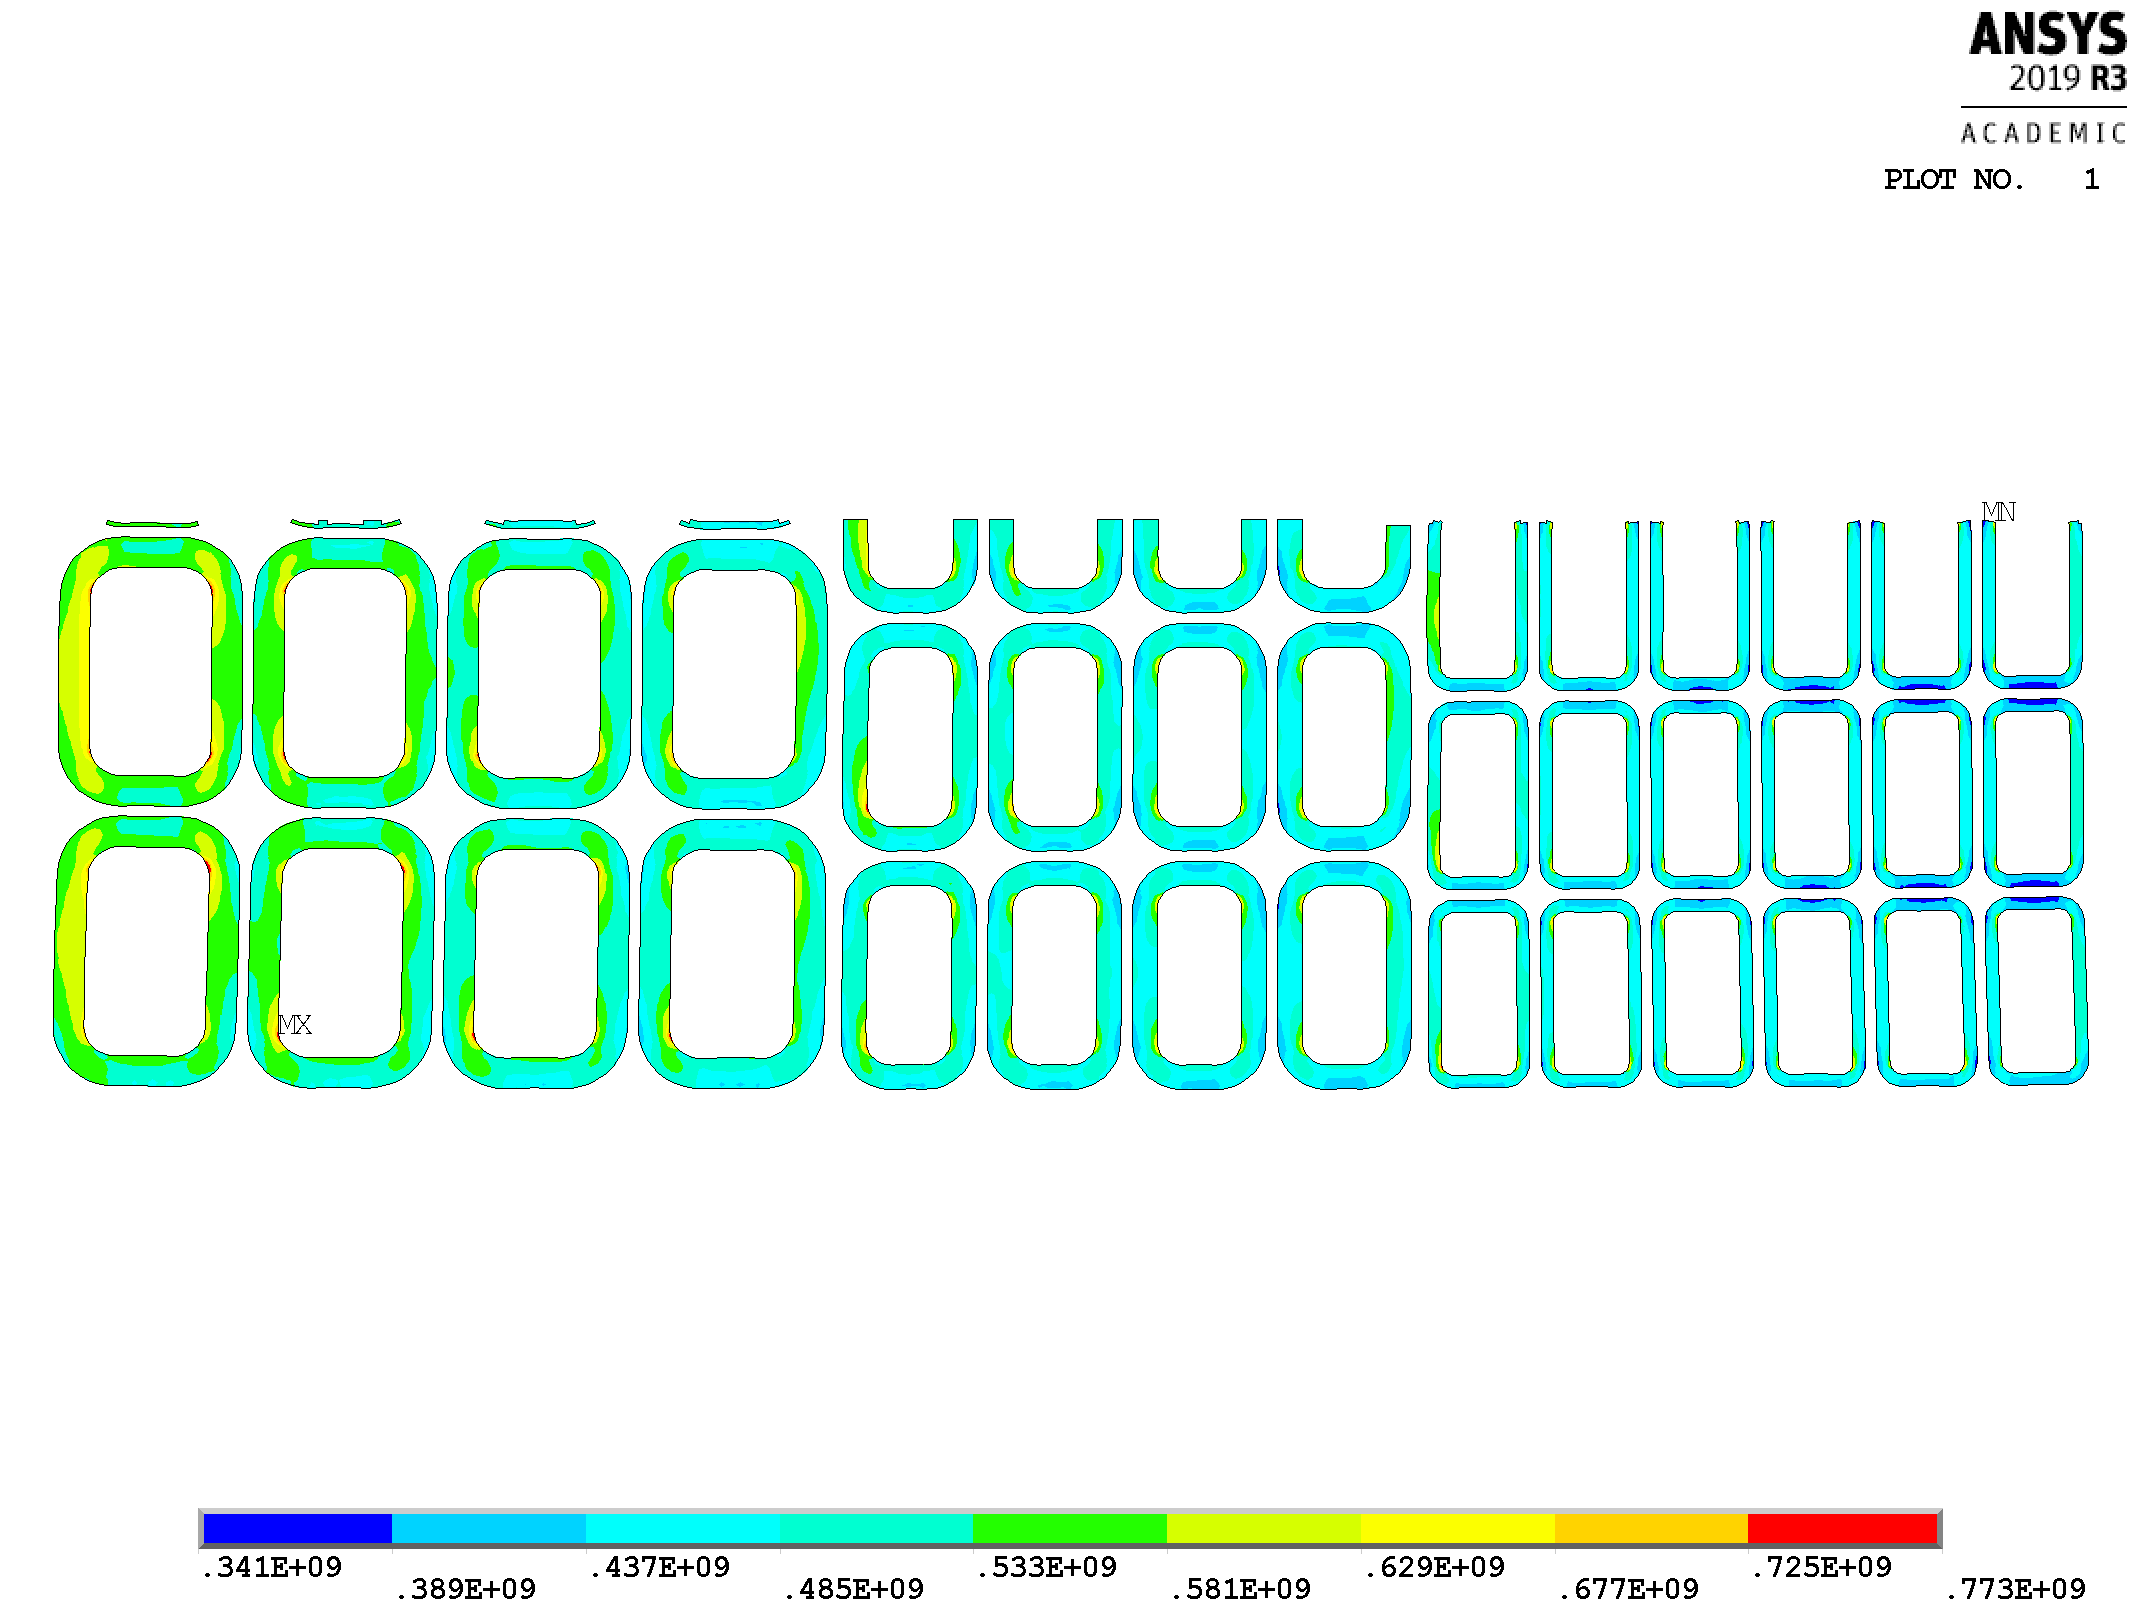 ANSYS
2019 R3
ACADEMIC
PLOT NO. 1
MN
MX
.341E+09
.389E+09
.437E+09
.485E+09
.533E+09
.581E+09
.629E+09
.677E+09
.725E+09
.773E+09